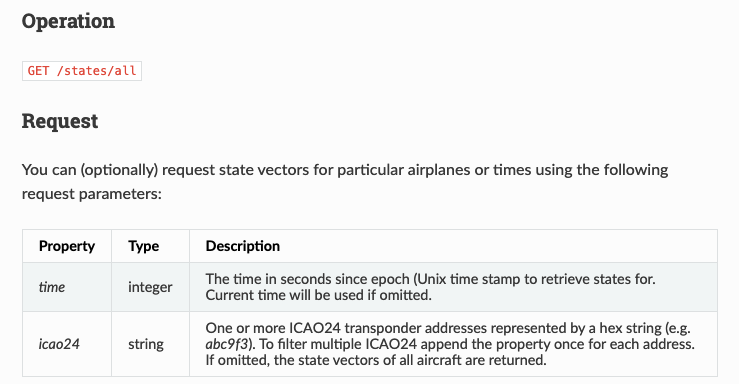 Operation
GET /states/all
Request
You can (optionally) request state vectors for particular airplanes or times using the following
request parameters:
Property Type Description
time integer The time in seconds since epoch (Unix time stamp to retrieve states for.
Current time will be used if omitted.
icao24 string One or more ICAO24 transponder addresses represented by a hex string (e.g.
abc9f3). To filter multiple ICAO24 append the property once for each address.
If omitted, the state vectors of all aircraft are returned.